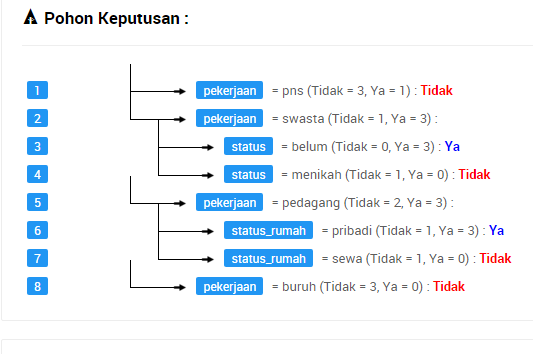 Pohon Keputusan :
1 pekerjaan = pns (Tidak = 3, Ya = 1) : Tidak
2 pekerjaan = swasta (Tidak = 1, Ya = 3) :
3 status = belum (Tidak = 0, Ya = 3) : Ya
4 status = menikah (Tidak = 1, Ya = 0) : Tidak
5 pekerjaan = pedagang (Tidak = 2, Ya = 3) :
6 status_rumah = pribadi (Tidak = 1, Ya = 3) : Ya
7 status_rumah = sewa (Tidak = 1, Ya = 0) : Tidak
8 pekerjaan = buruh (Tidak = 3, Ya = 0) : Tidak